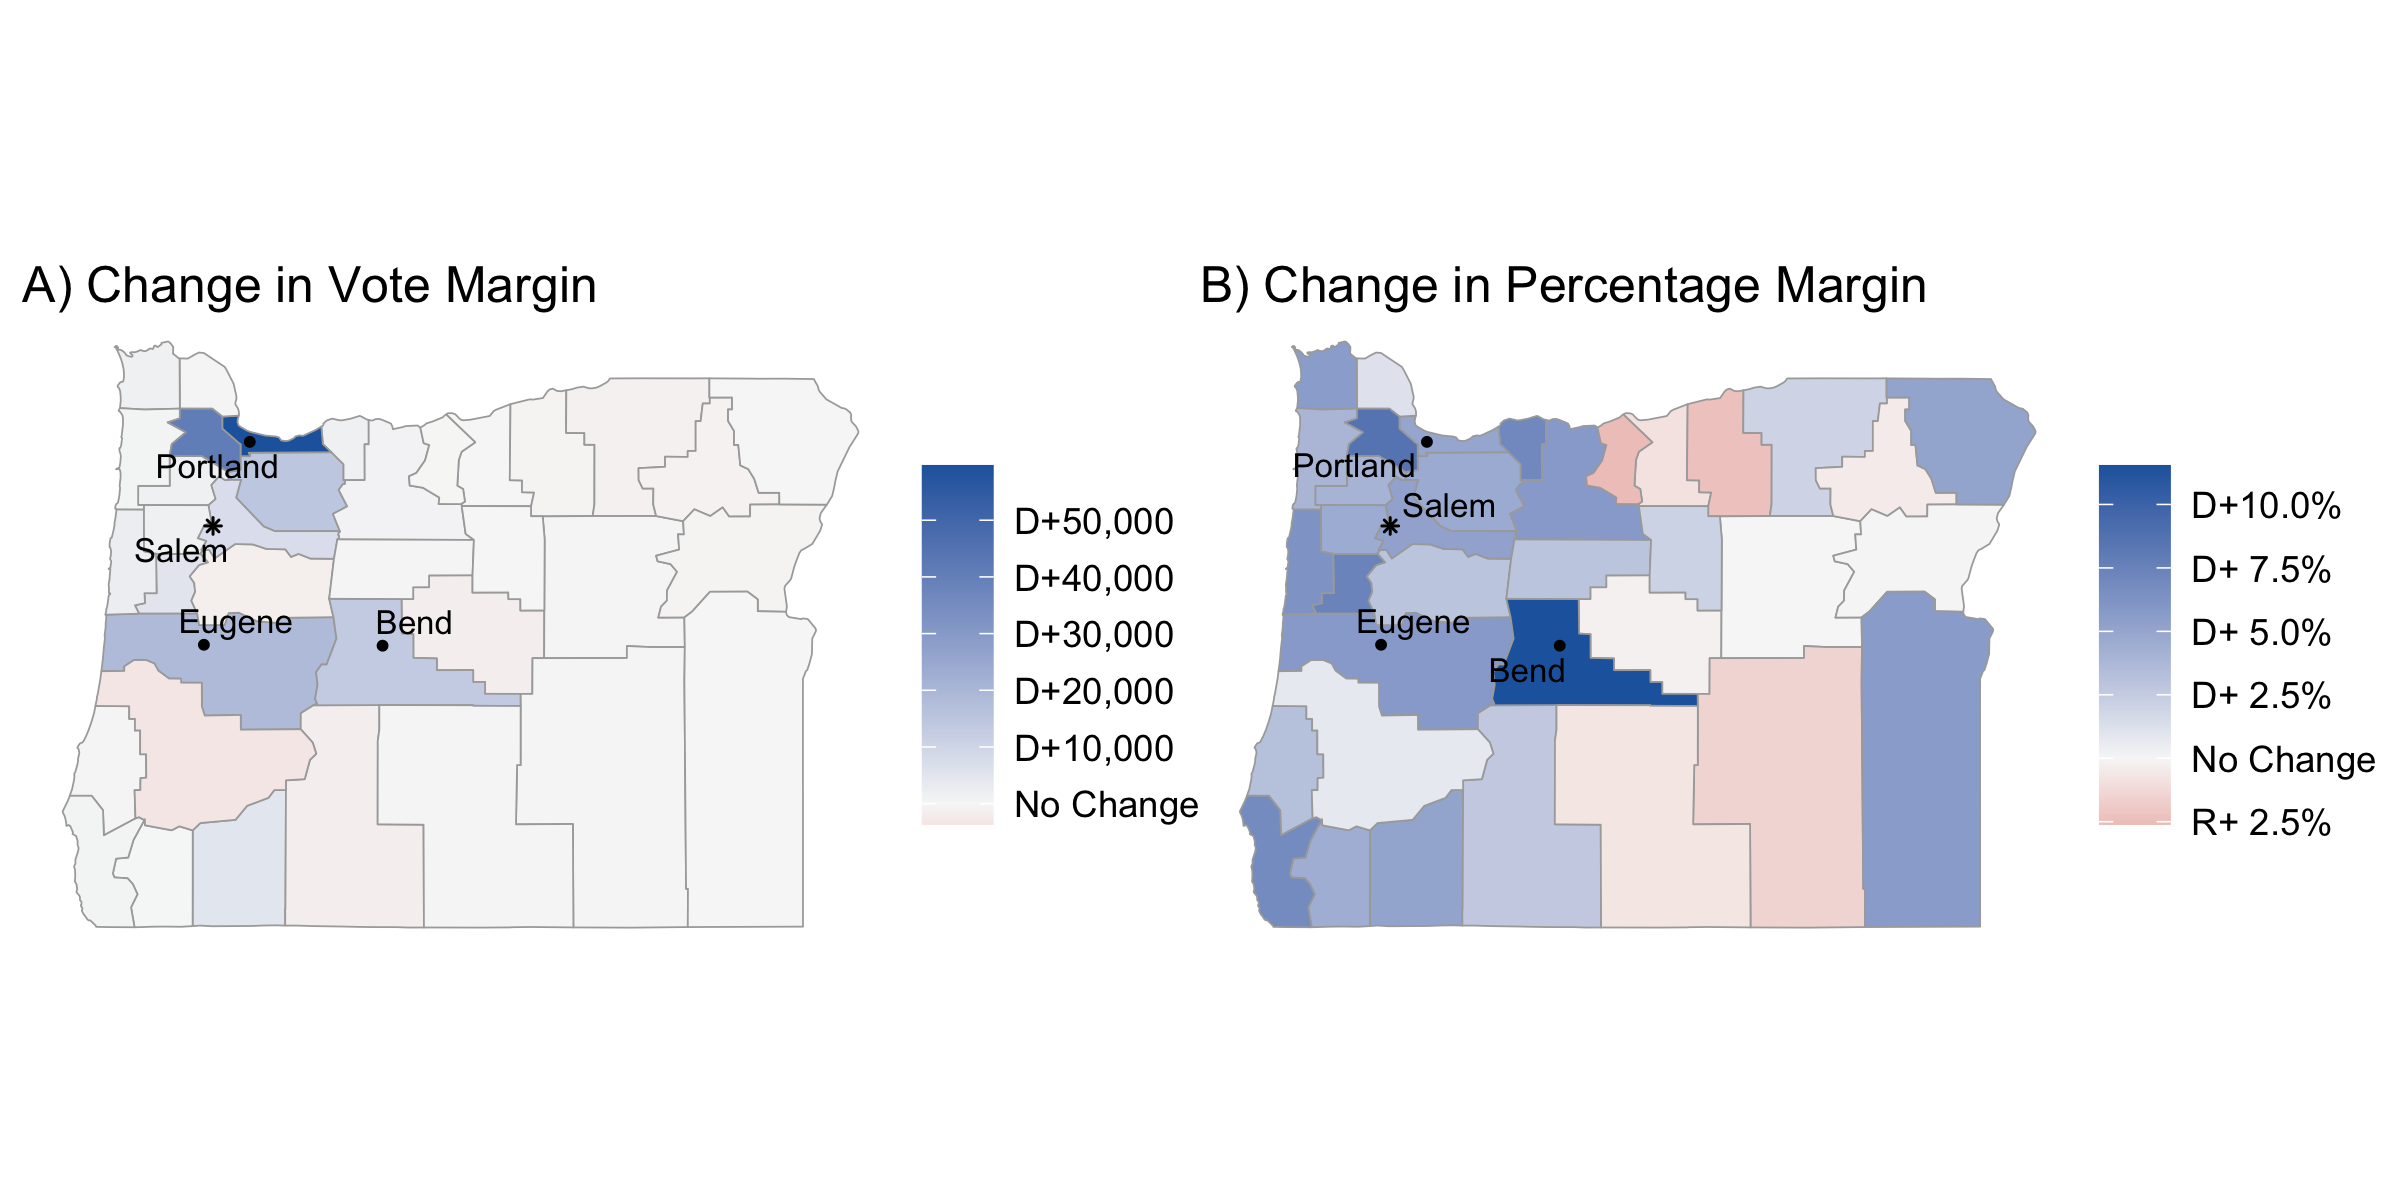 A) Change in Vote Margin
Portland
Salem
Eugene
Bend
D+50,000
D+40,000
D+30,000
D+20,000
D+10,000
No Change
B) Change in Percentage Margin
Portland
Salem
Eugene
Bend
D+10.0%
D+ 7.5%
D+ 5.0%
D+ 2.5%
No Change
R+ 2.5%